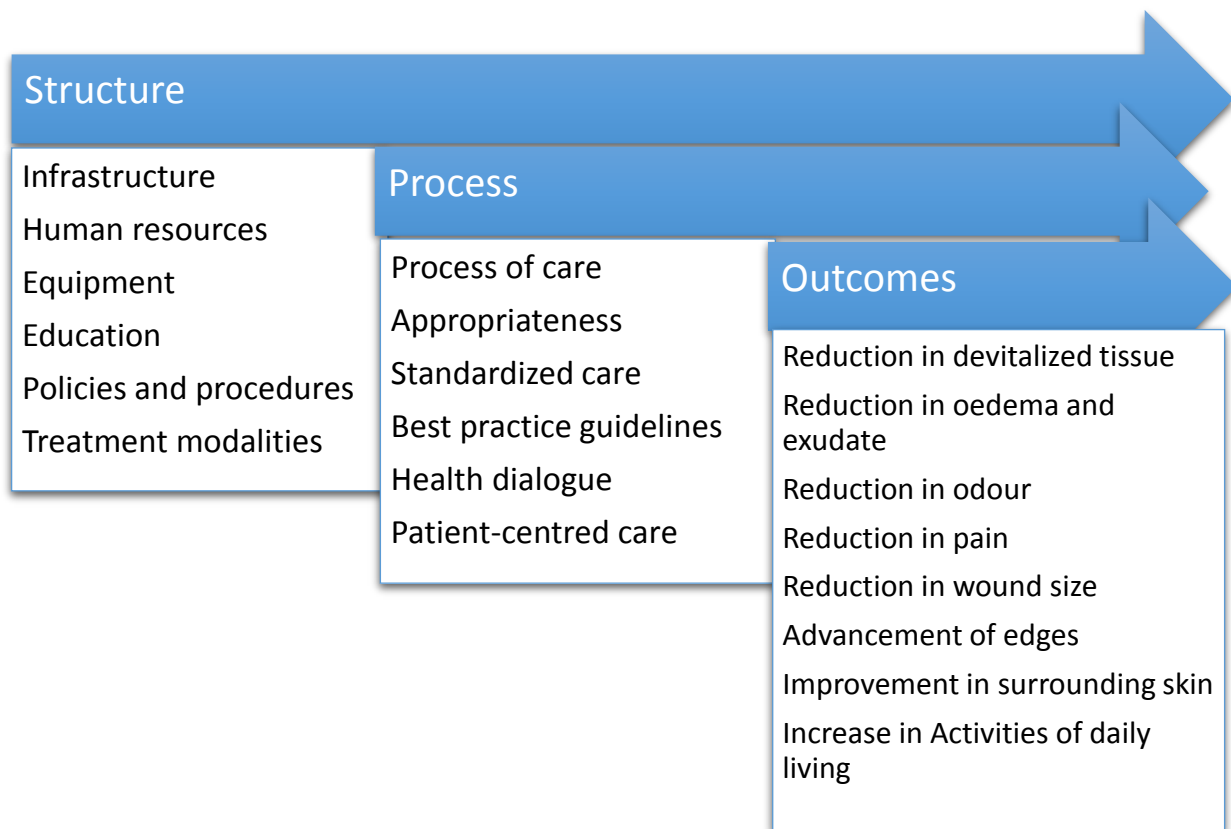 Structure
Infrastructure
Human resources
Equipment
Education
Policies and procedures
Treatment modalities
Process
Process of care
Appropriateness
Standardized care
Best practice guidelines
Health dialogue
Patient-centred care
Outcomes
Reduction in devitalized tissue
Reduction in oedema and
exudate
Reduction in odour
Reduction in pain
Reduction in wound size
Advancement of edges
Improvement in surrounding skin
Increase in Activities of daily
living